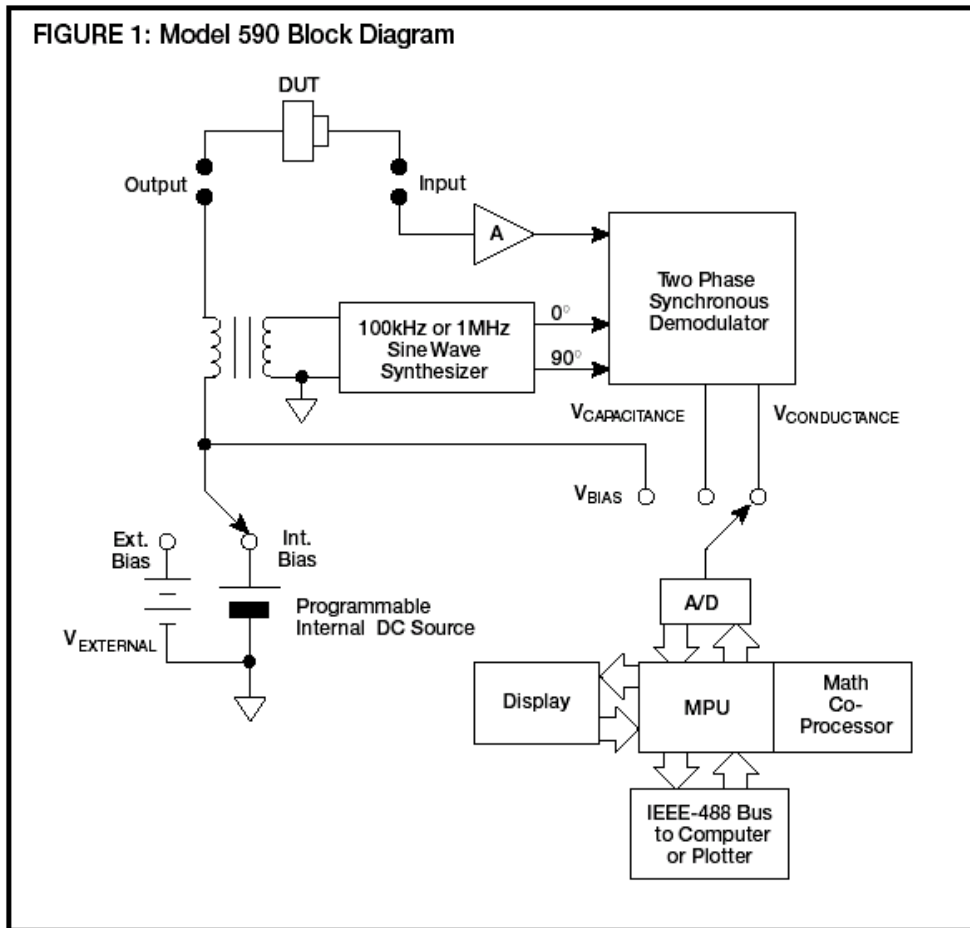 FIGURE 1: Model 590 Block Diagram
DUT
Output
Input
A
Two Phase
Synchronous
Demodulator
100kHz or 1MHz
Sine Wave
Synthesizer
0°
90°
VCAPACITANCE
VCONDUCTANCE
VBIAS
Ext.
Bias
Int.
Bias
Programmable
Internal DC Source
VEXTERNAL
A/D
Display
MPU
Math
Co-
Processor
IEEE-488 Bus
to Computer
or Plotter